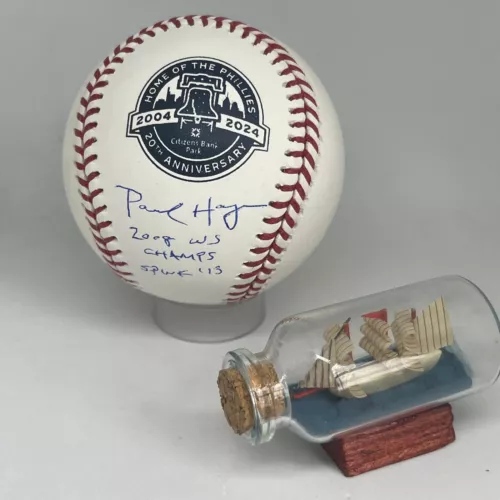 HOME OF THE PHILLIES
2004 2024
Citizens Bank
Park
20TH ANNIVERSARY
2008 WS
CHAMPS